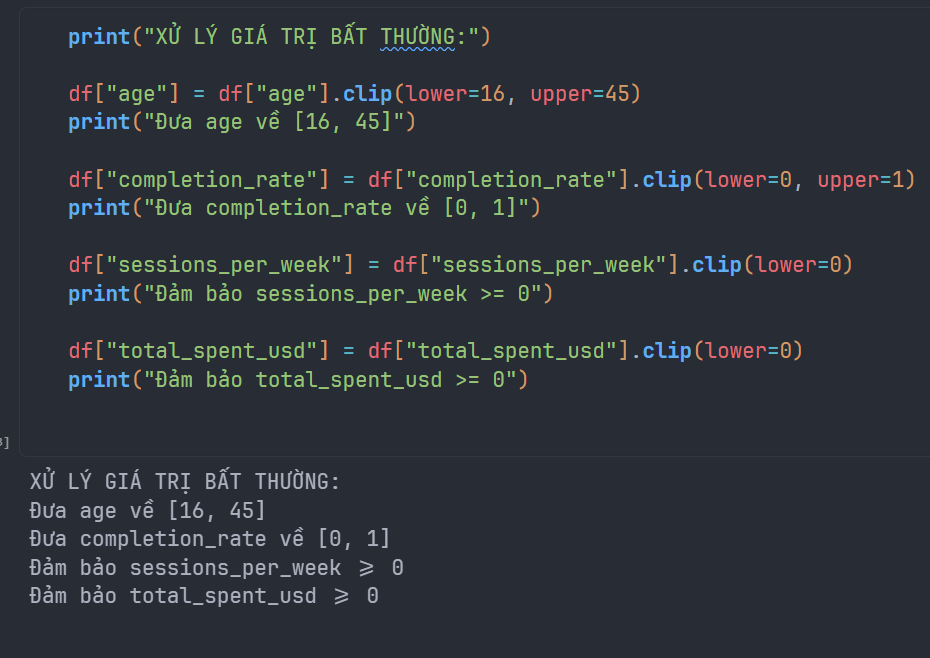 print("XỬ LÝ GIÁ TRỊ BẤT THƯỜNG:")
df["age"] = df["age"].clip(lower=16, upper=45)
print("Đưa age về [16, 45]")
df["completion_rate"] = df["completion_rate"].clip(lower=0, upper=1)
print("Đưa completion_rate về [0, 1]")
df["sessions_per_week"] = df["sessions_per_week"].clip(lower=0)
print("Đảm bảo sessions_per_week >= 0")
df["total_spent_usd"] = df["total_spent_usd"].clip(lower=0)
print("Đảm bảo total_spent_usd >= 0")
XỬ LÝ GIÁ TRỊ BẤT THƯỜNG:
Đưa age về [16, 45]
Đưa completion_rate về [0, 1]
Đảm bảo sessions_per_week ⩾ 0
Đảm bảo total_spent_usd ⩾ 0